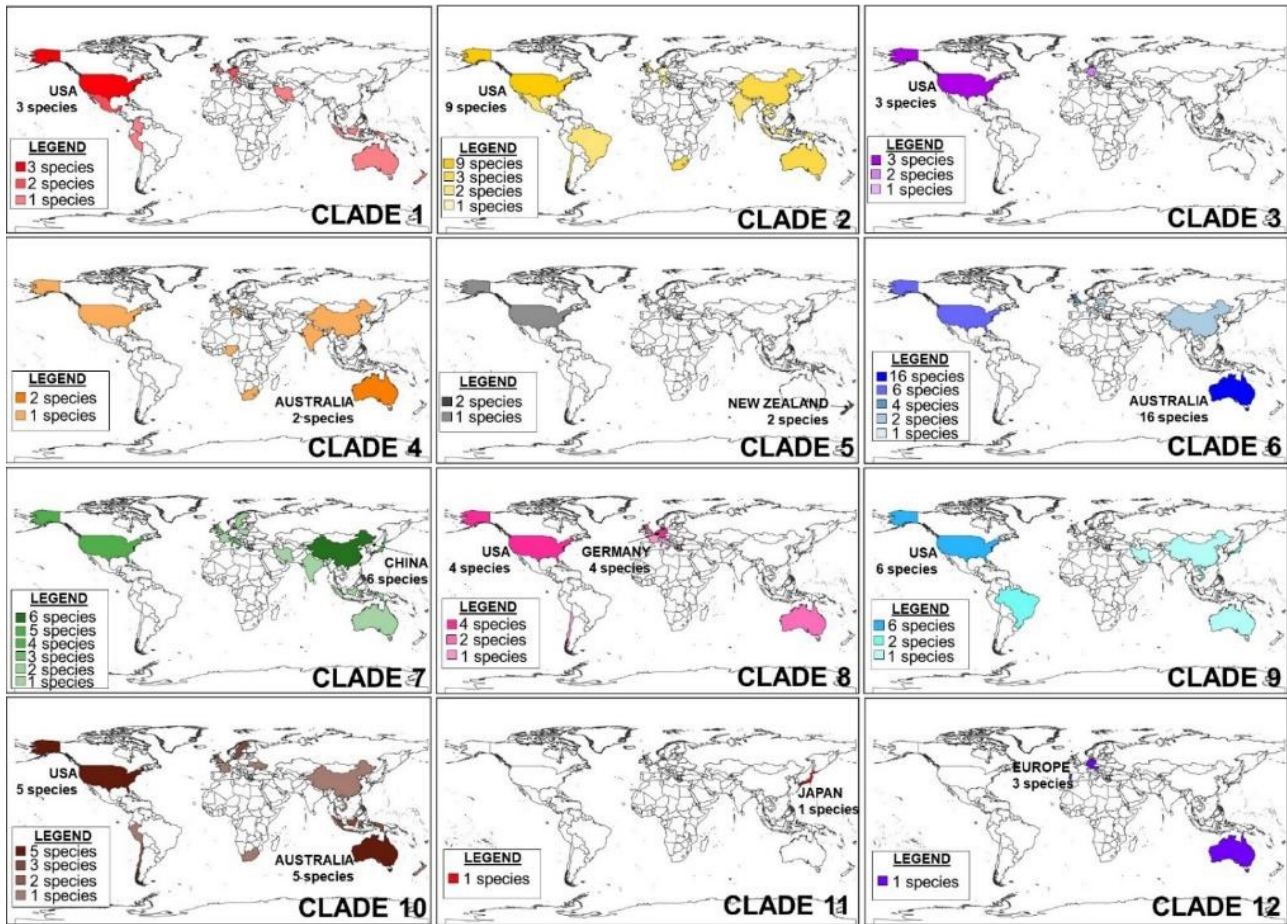 USA
3 species
LEGEND
3 species
2 species
1 species
CLADE 1
USA
9 species
LEGEND
9 species
3 species
2 species
1 species
CLADE 2
USA
3 species
LEGEND
3 species
2 species
1 species
CLADE 3
LEGEND
2 species
1 species
AUSTRALIA
2 species
CLADE 4
LEGEND
2 species
1 species
NEW ZEALAND
2 species
CLADE 5
LEGEND
16 species
6 species
4 species
2 species
1 species
AUSTRALIA
16 species
CLADE 6
CHINA
6 species
LEGEND
6 species
5 species
4 species
3 species
2 species
1 species
CLADE 7
USA
4 species
GERMANY
4 species
LEGEND
4 species
2 species
1 species
CLADE 8
USA
6 species
LEGEND
6 species
2 species
1 species
CLADE 9
USA
5 species
LEGEND
5 species
3 species
2 species
1 species
AUSTRALIA
5 species
CLADE 10
JAPAN
1 species
LEGEND
1 species
CLADE 11
EUROPE
3 species
LEGEND
1 species
CLADE 12